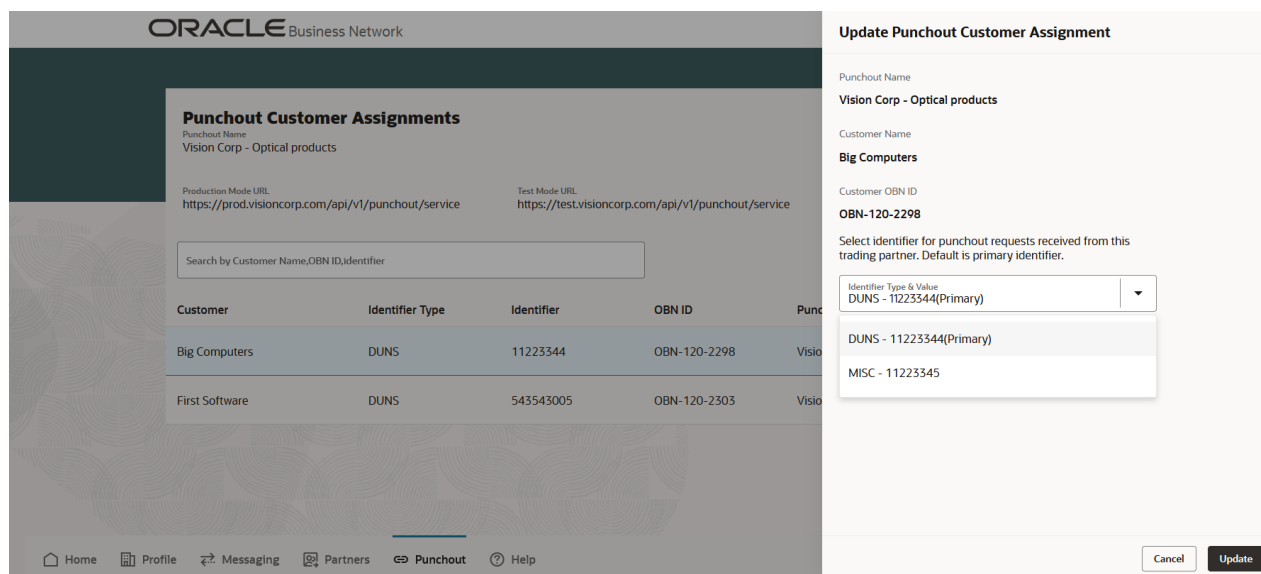 ORACLE Business Network
Punchout Customer Assignments
Punchout Name
Vision Corp - Optical products
Production Mode URL
Test Mode URL
https://prod.visioncorp.com/api/v1/punchout/service
https://test.visioncorp.com/api/v1/punchout/service
Search by Customer Name,OBN ID,identifier
Customer Identifier Type Identifier OBN ID
Big Computers DUNS 11223344 OBN-120-2298
First Software DUNS 543543005 OBN-120-2303
Home Profile Messaging Partners Punchout Help
Update Punchout Customer Assignment
Punchout Name
Vision Corp - Optical products
Customer Name
Big Computers
Customer OBN ID
OBN-120-2298
Select identifier for punchout requests received from this
trading partner. Default is primary identifier.
Identifier Type & Value
DUNS - 11223344(Primary)
DUNS - 11223344(Primary)
MISC - 11223345
Cancel Update